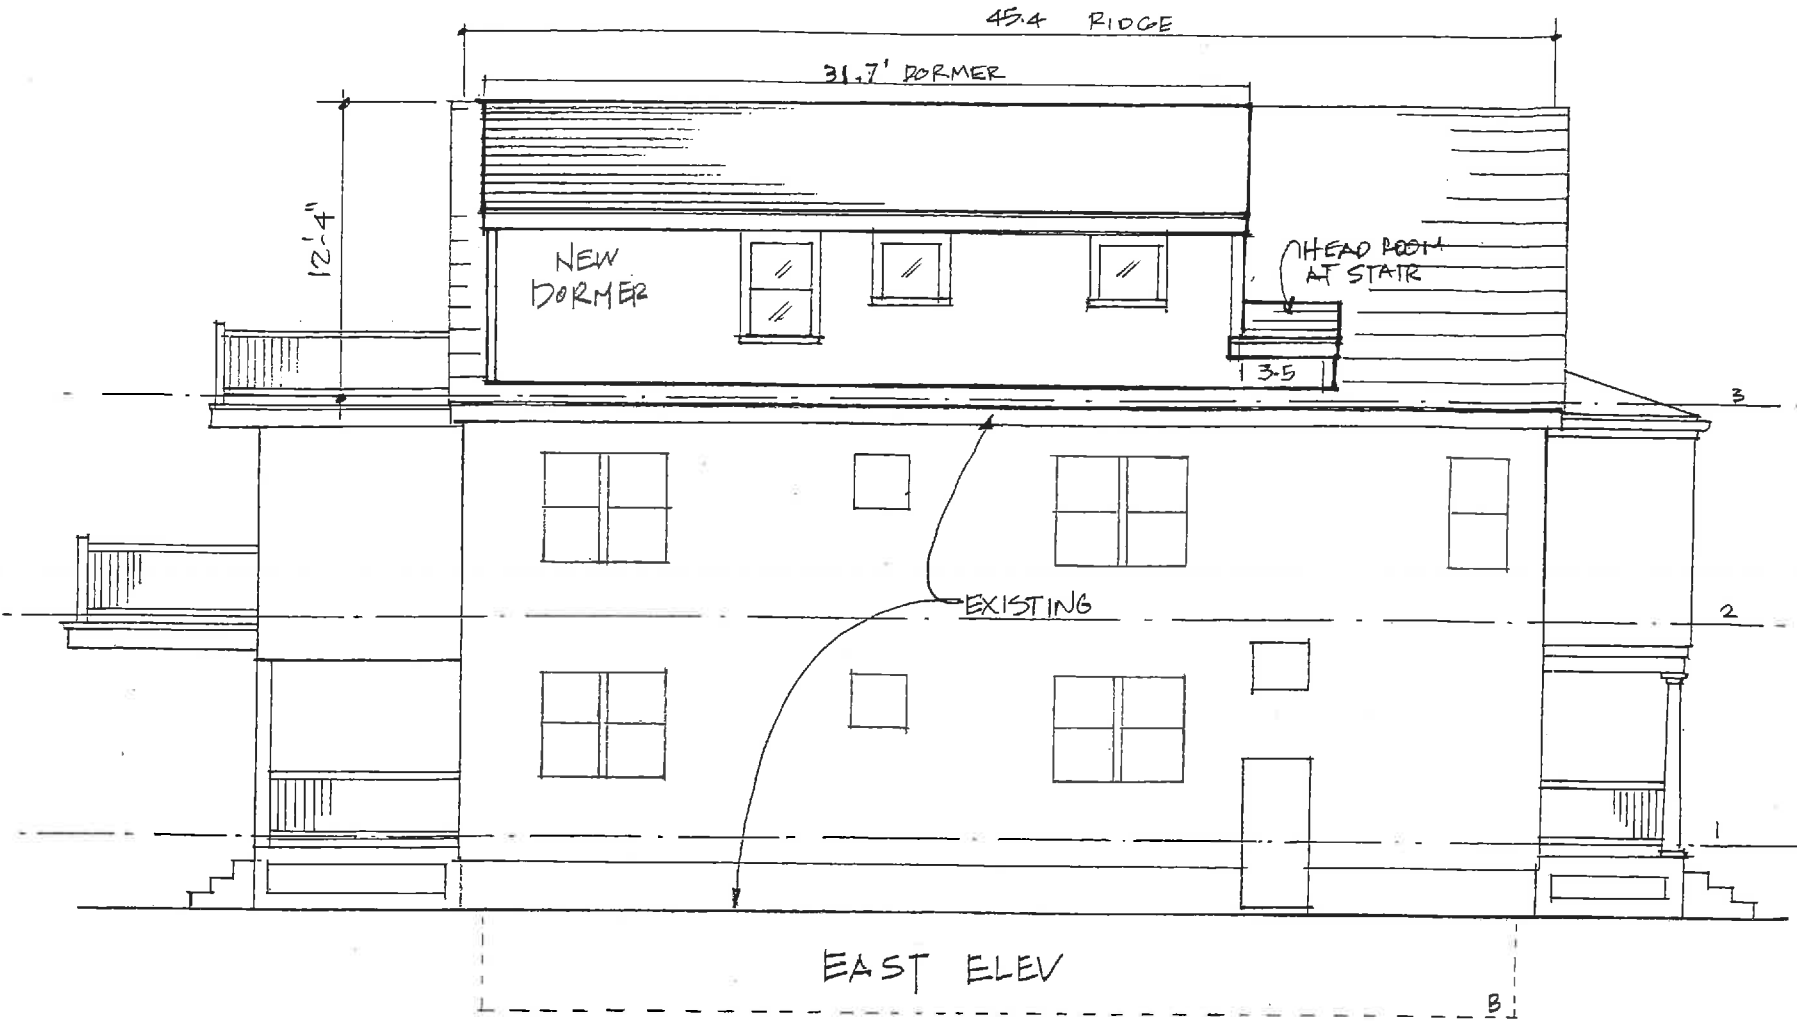 45.4 RIDGE
31.7' DORMER
12'-4"
NEW
DORMER
HEAD ROOM
AT STAIR
3.5
3
EXISTING
2
1
EAST ELEV
B